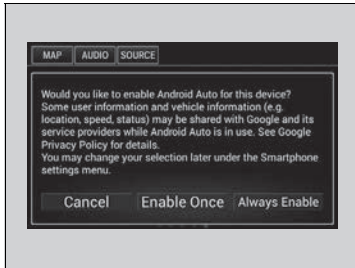 MAP AUDIO SOURCE
Would you like to enable Android Auto for this device?
Some user information and vehicle information (e.g.
location, speed, status) may be shared with Google and its
service providers while Android Auto is in use. See Google
Privacy Policy for details.
You may change your selection later under the Smartphone
settings menu.
Cancel Enable Once Always Enable